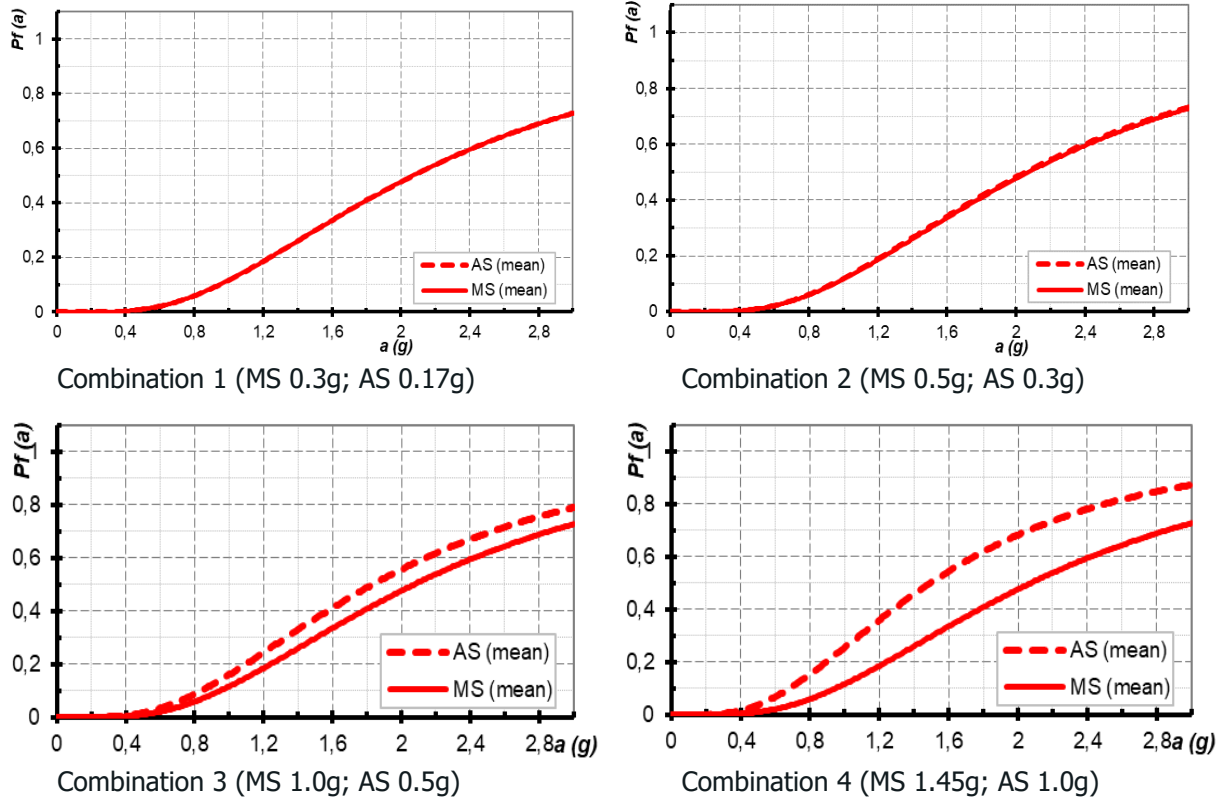 Pf (a)
1
0,8
0,6
0,4
0,2
0
AS (mean)
MS (mean)
0 0,4 0,8 1,2 1,6 2 2,4 2,8
a (g)
Combination 1 (MS 0.3g; AS 0.17g)
Pf (a)
1
0,8
0,6
0,4
0,2
0
AS (mean)
MS (mean)
0 0,4 0,8 1,2 1,6 2 2,4 2,8
a (g)
Combination 2 (MS 0.5g; AS 0.3g)
Pf (a)
1
0,8
0,6
0,4
0,2
0
AS (mean)
MS (mean)
0 0,4 0,8 1,2 1,6 2 2,4 2,8 a (g)
Combination 3 (MS 1.0g; AS 0.5g)
Pf (a)
1
0,8
0,6
0,4
0,2
0
AS (mean)
MS (mean)
0 0,4 0,8 1,2 1,6 2 2,4 2,8 a (g)
Combination 4 (MS 1.45g; AS 1.0g)